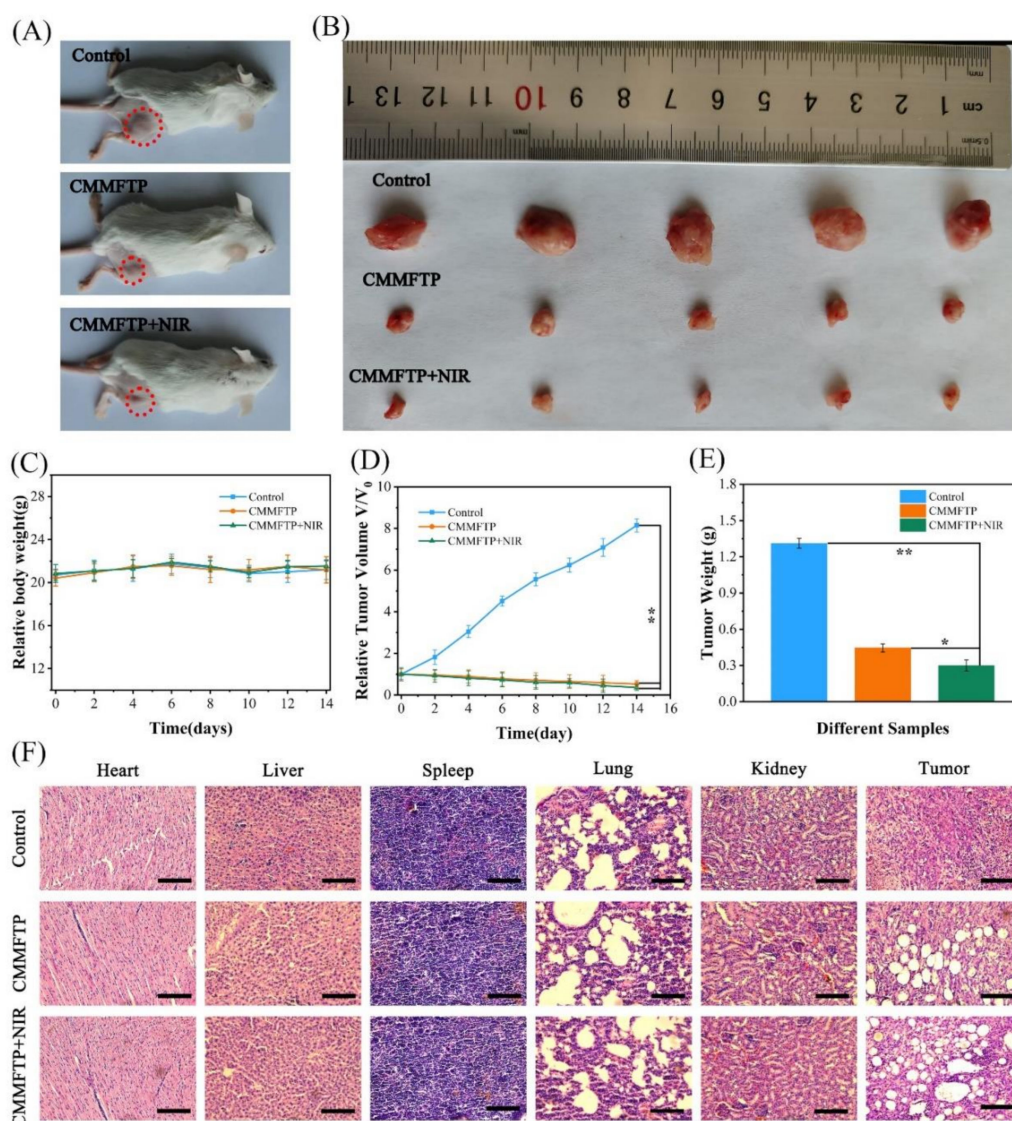 (A)
Control
CMMFTP
CMMFTP+NIR
(B)
1 13 12 11 10 9 8 7 6 5 4 3 2 1 cm
mm
mm
0.5mm
Control
CMMFTP
CMMFTP+NIR
(C)
Relative body weight(g)
28
24
20
16
12
Control
CMMFTP
CMMFTP+NIR
0 2 4 6 8 10 12 14
Time(days)
(D)
Relative Tumor Volume V/V0
10
8
6
4
2
0
Control
CMMFTP
CMMFTP+NIR
**
0 2 4 6 8 10 12 14 16
Time(day)
(E)
Tumor Weight (g)
1.8
1.5
1.2
0.9
0.6
0.3
0.0
Control
CMMFTP
CMMFTP+NIR
**
*
Different Samples
(F)
Heart Liver Spleep Lung Kidney Tumor
Control
CMMFTP
CMMFTP+NIR